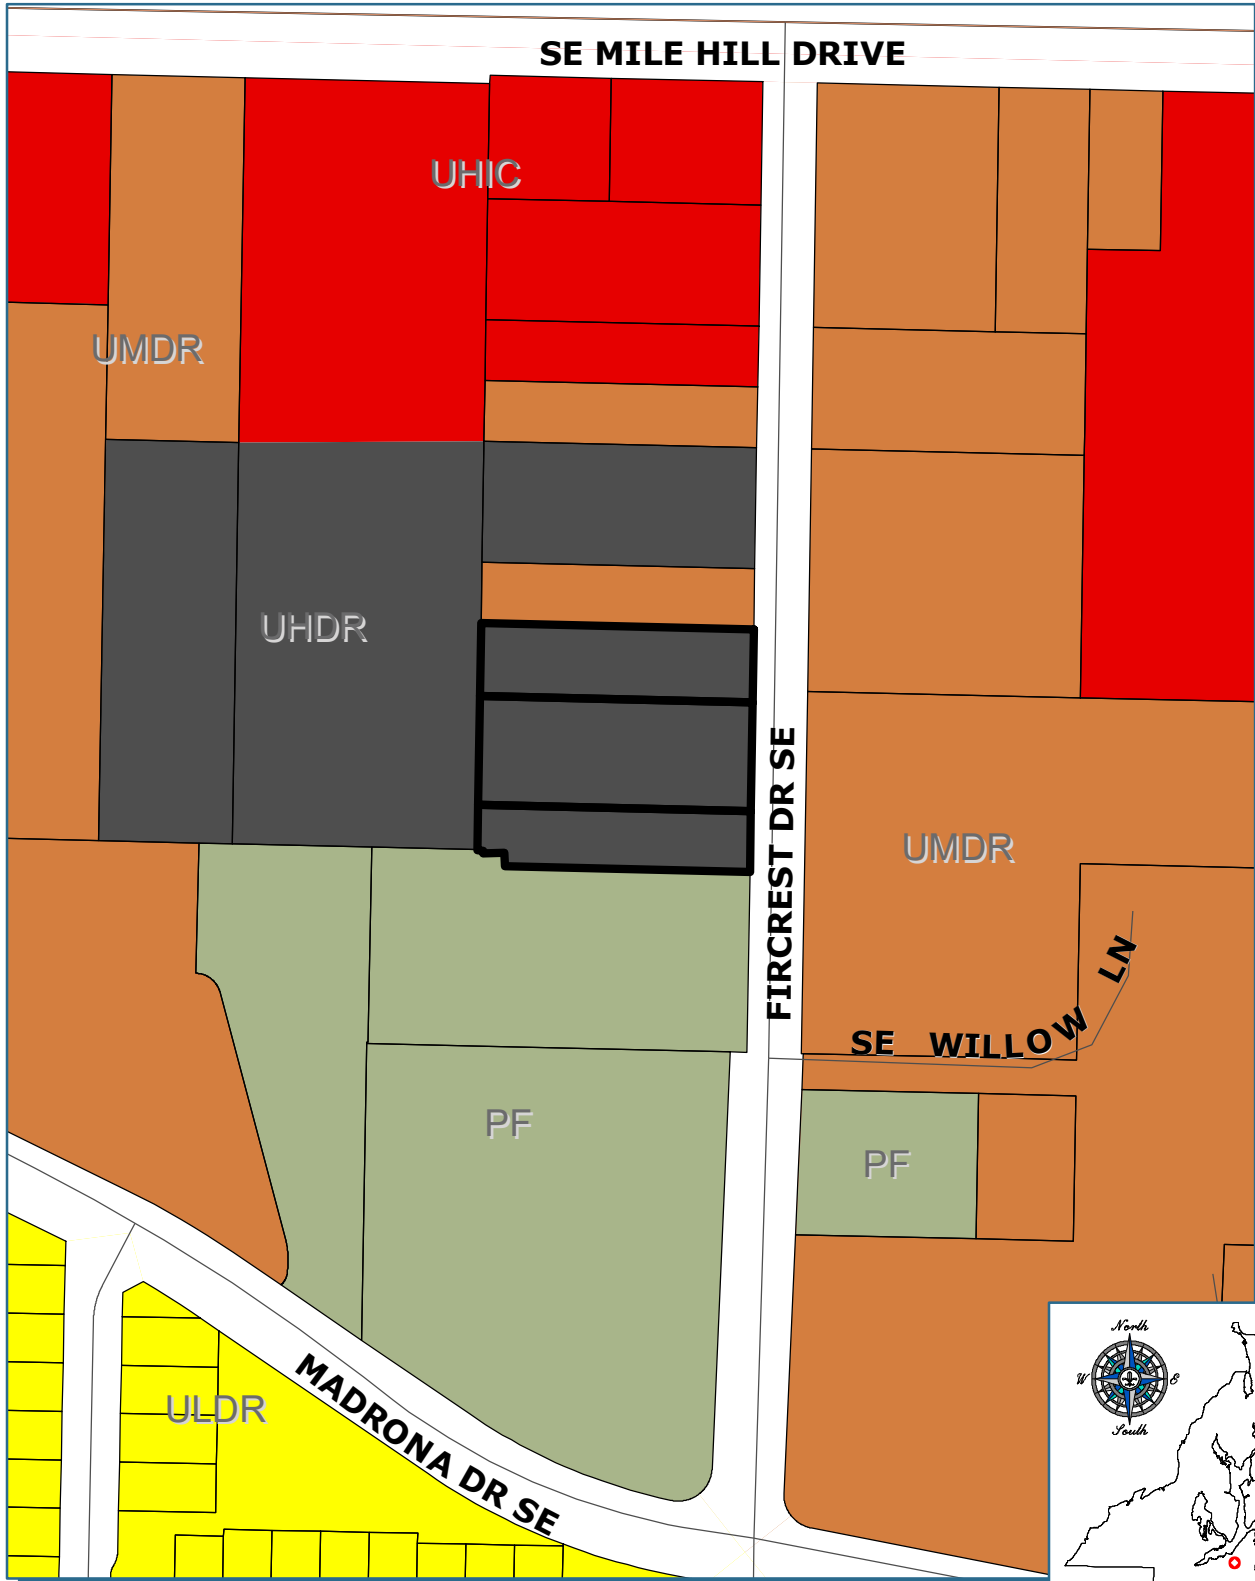 SE MILE HILL DRIVE
UHIC
UMDR
UHDR
FIRCREST DR SE
UMDR
SE WILLOW LN
PF
PF
ULDR
MADRONA DR SE
North
W
E
South